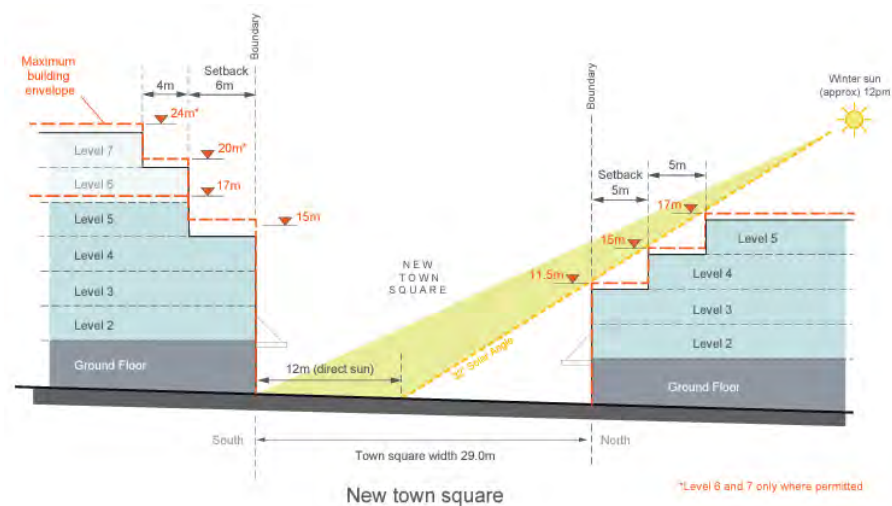 Boundary
Setback
4m
6m
Maximum
building
envelope
24m*
20m*
17m
15m
Level 7
Level 6
Level 5
Level 4
Level 3
Level 2
Ground Floor
NEW
TOWN
SQUARE
12m (direct sun)
32° Solar Angle
Boundary
Winter sun
(approx) 12pm
5m
Setback
5m
17m
15m
11.5m
Level 5
Level 4
Level 3
Level 2
Ground Floor
South
North
Town square width 29.0m
New town square
*Level 6 and 7 only where permitted